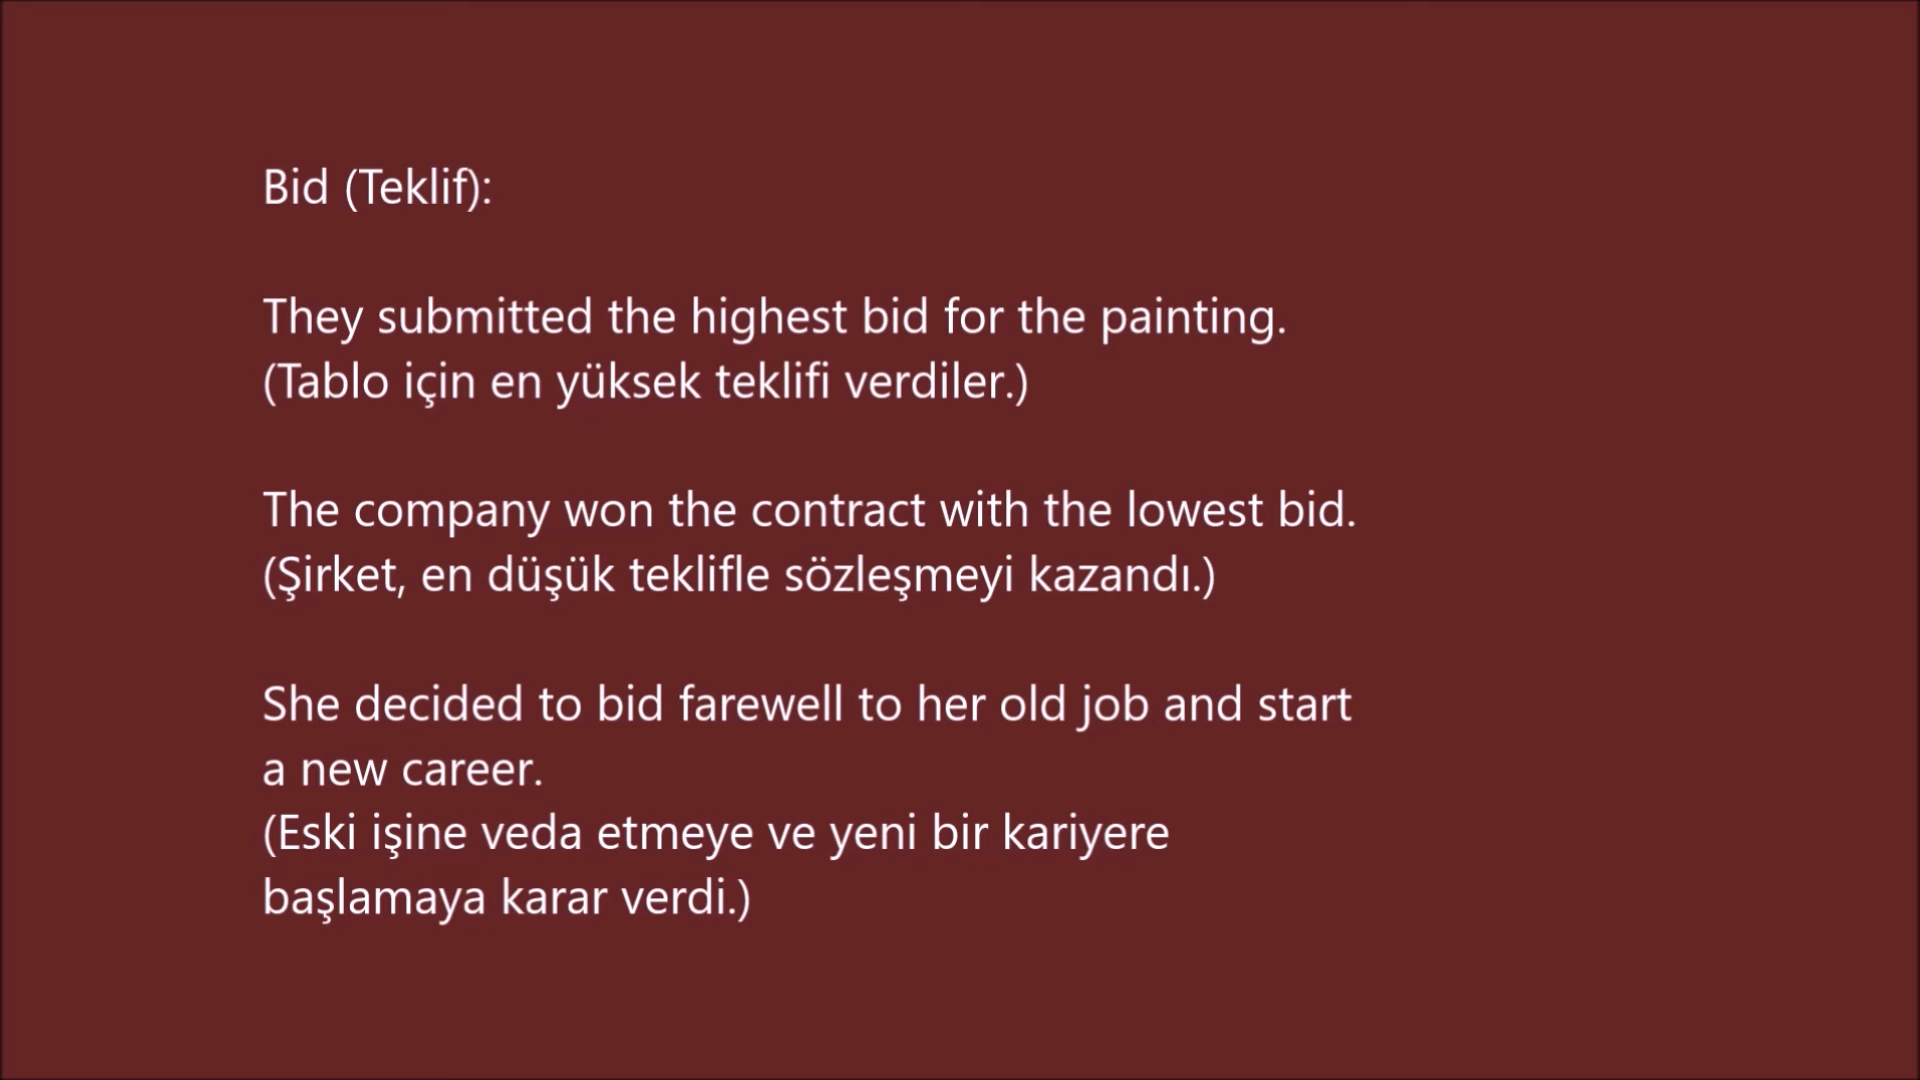 Bid (Teklif):
They submitted the highest bid for the painting.
(Tablo için en yüksek teklifi verdiler.)
The company won the contract with the lowest bid.
(Şirket, en düşük teklifle sözleşmeyi kazandı.)
She decided to bid farewell to her old job and start
a new career.
(Eski işine veda etmeye ve yeni bir kariyere
başlamaya karar verdi.)